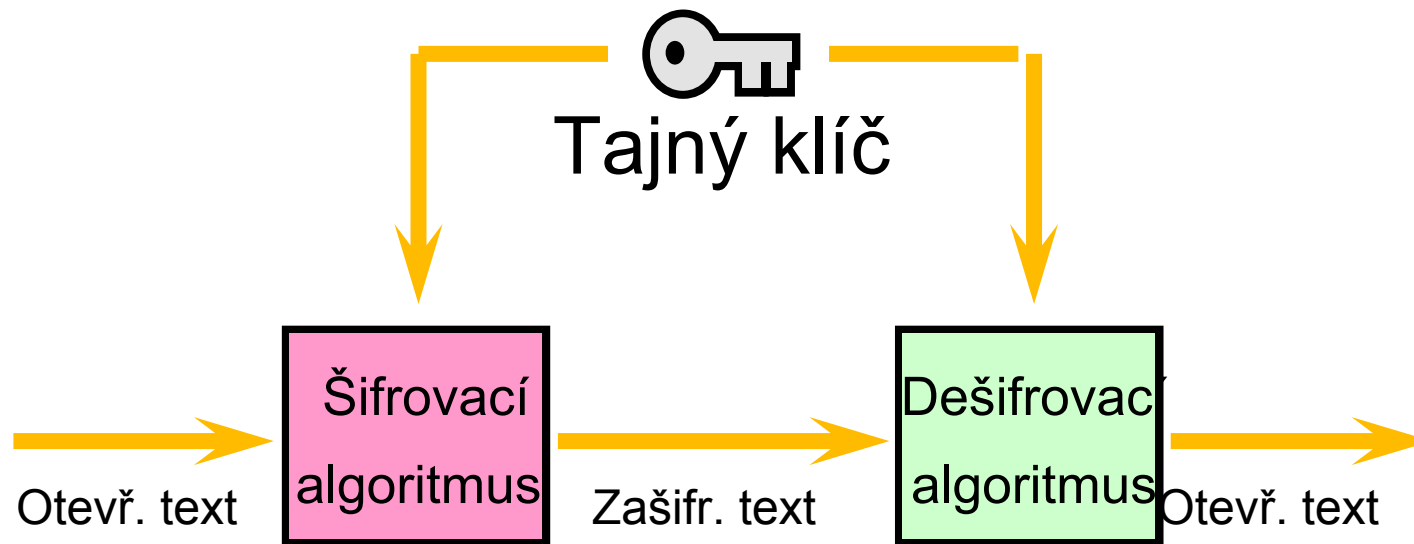 Tajný klíč
Šifrovací
algoritmus
Dešifrovací
algoritmus
Otevř. text
Zašifr. text
Otevř. text